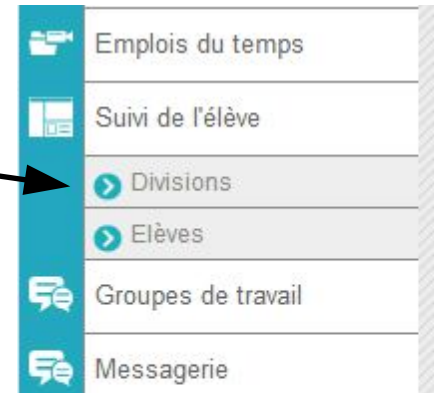 Emplois du temps
Suivi de l'élève
Divisions
Elèves
Groupes de travail
Messagerie